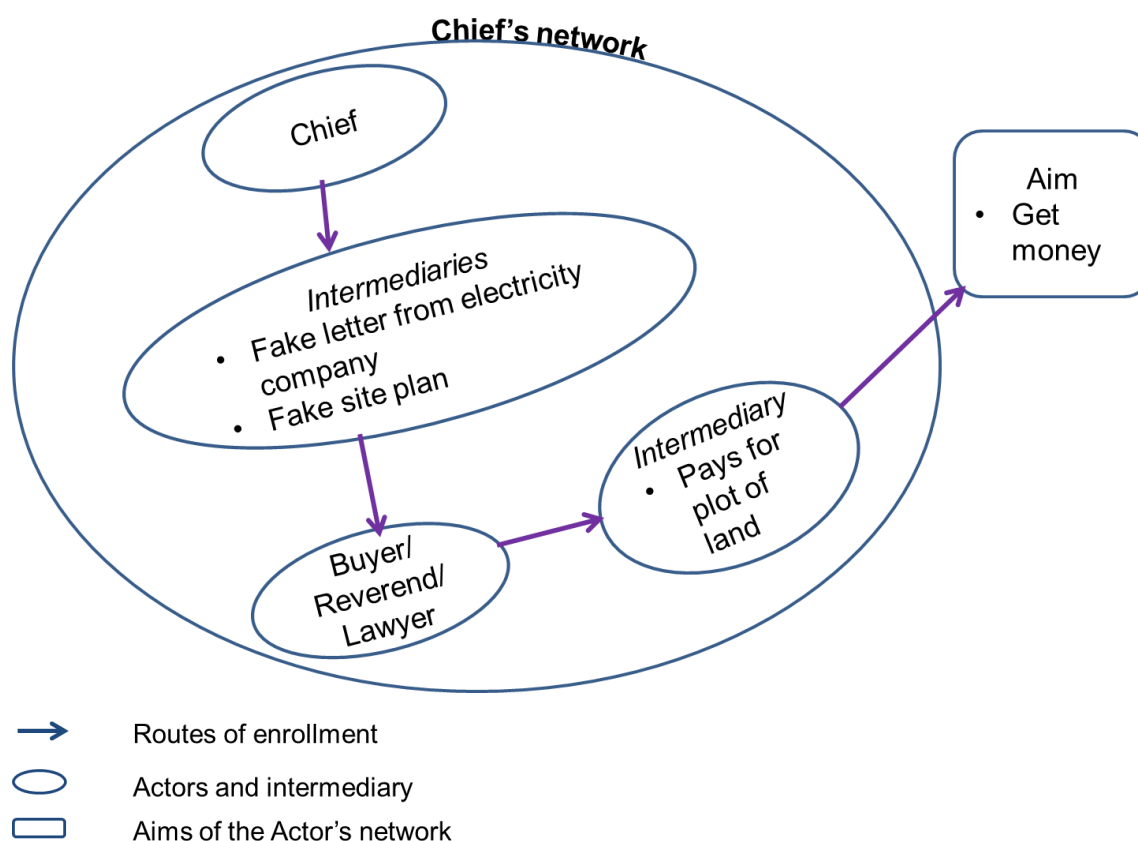 Chief's network
Chief
Intermediaries
• Fake letter from electricity
company
• Fake site plan
Buyer/
Reverend/
Lawyer
Intermediary
• Pays for
plot of
land
Aim
• Get
money
Routes of enrollment
Actors and intermediary
Aims of the Actor's network